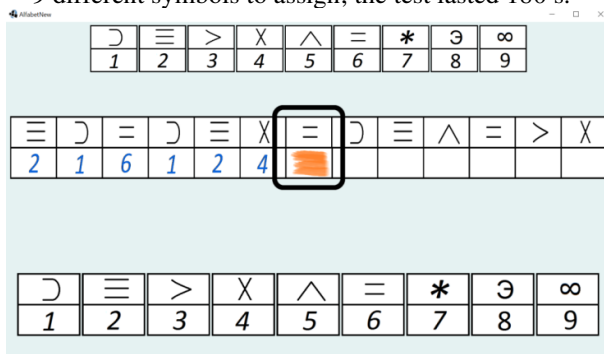 9 different symbols to assign, the test lasted 180 s.
AlfabetNew
⊃ ≡ > X ∧ = * Э ∞
1 2 3 4 5 6 7 8 9
≡ ⊃ = ⊃ ≡ X = ⊃ ≡ ∧ = > X
2 1 6 1 2 4
⊃ ≡ > X ∧ = * Э ∞
1 2 3 4 5 6 7 8 9